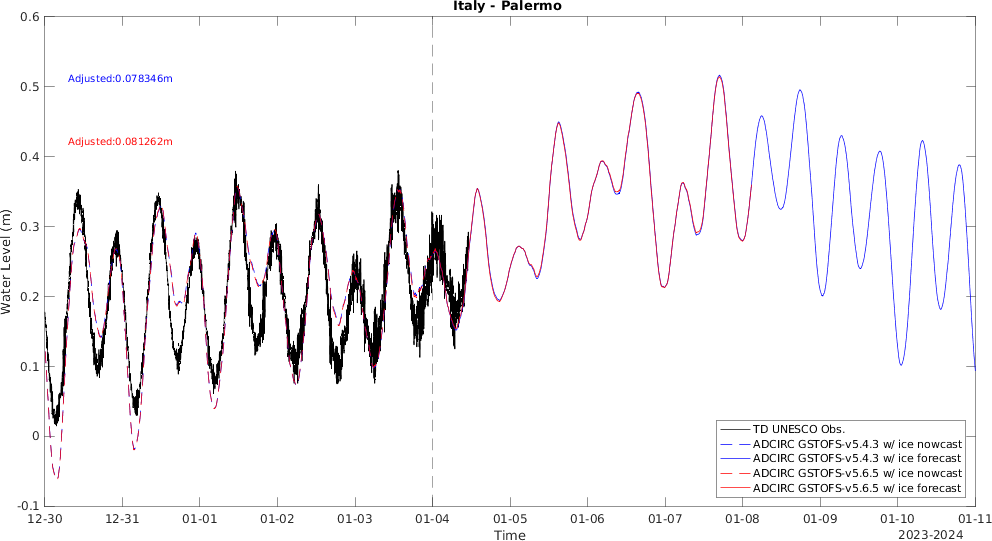 Italy - Palermo
Adjusted:0.078346m
Adjusted:0.081262m
Water Level (m)
0.6
0.5
0.4
0.3
0.2
0.1
0
-0.1
TD UNESCO Obs.
ADCIRC GSTOFS-v5.4.3 w/ ice nowcast
ADCIRC GSTOFS-v5.4.3 w/ ice forecast
ADCIRC GSTOFS-v5.6.5 w/ ice nowcast
ADCIRC GSTOFS-v5.6.5 w/ ice forecast
12-30 12-31 01-01 01-02 01-03 01-04 01-05 01-06 01-07 01-08 01-09 01-10 01-11
Time
2023-2024